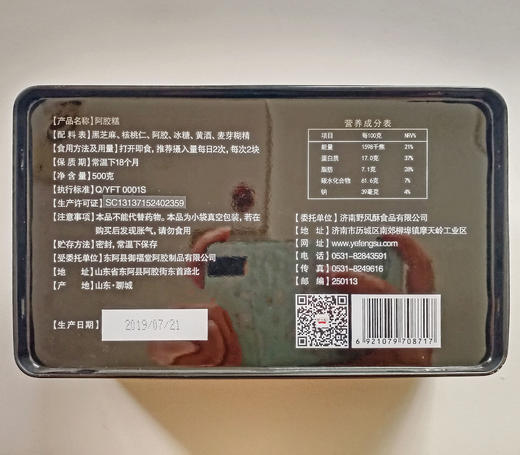 【产品名称】阿胶糕
【配 料 表】黑芝麻、核桃仁、阿胶、冰糖、黄酒、麦芽糊精
【食用方法及用量】打开即食，推荐摄入量每日2次，每次2块
【保 质 期】常温下18个月
【净 含 量】500克
【执行标准】Q/YFT 0001S
【生产许可证】SC13137152402359
【注意事项】本品不能代替药物。本品为小袋真空包装，若在
购买后发现胀气，请勿食用
【贮存方法】密封，常温下保存
【受委托单位】东阿县御福堂阿胶制品有限公司
【地 址】山东省东阿县阿胶街东首路北
【产 地】山东·聊城
【生产日期】 2019/07/21
营养成分表
项目 每100克 NRV%
能量 1598千焦 21%
蛋白质 17.0克 37%
脂肪 7.1克 28%
碳水化合物 61.6克 7%
钠 39毫克 4%
【委托单位】济南野风酥食品有限公司
【地 址】济南市历城区南郊柳埠镇摩天岭工业区
【网 址】www.yefengsu.com
【电 话】0531-82843591
【传 真】0531-8249616
【邮 编】250113
6 921079 708717